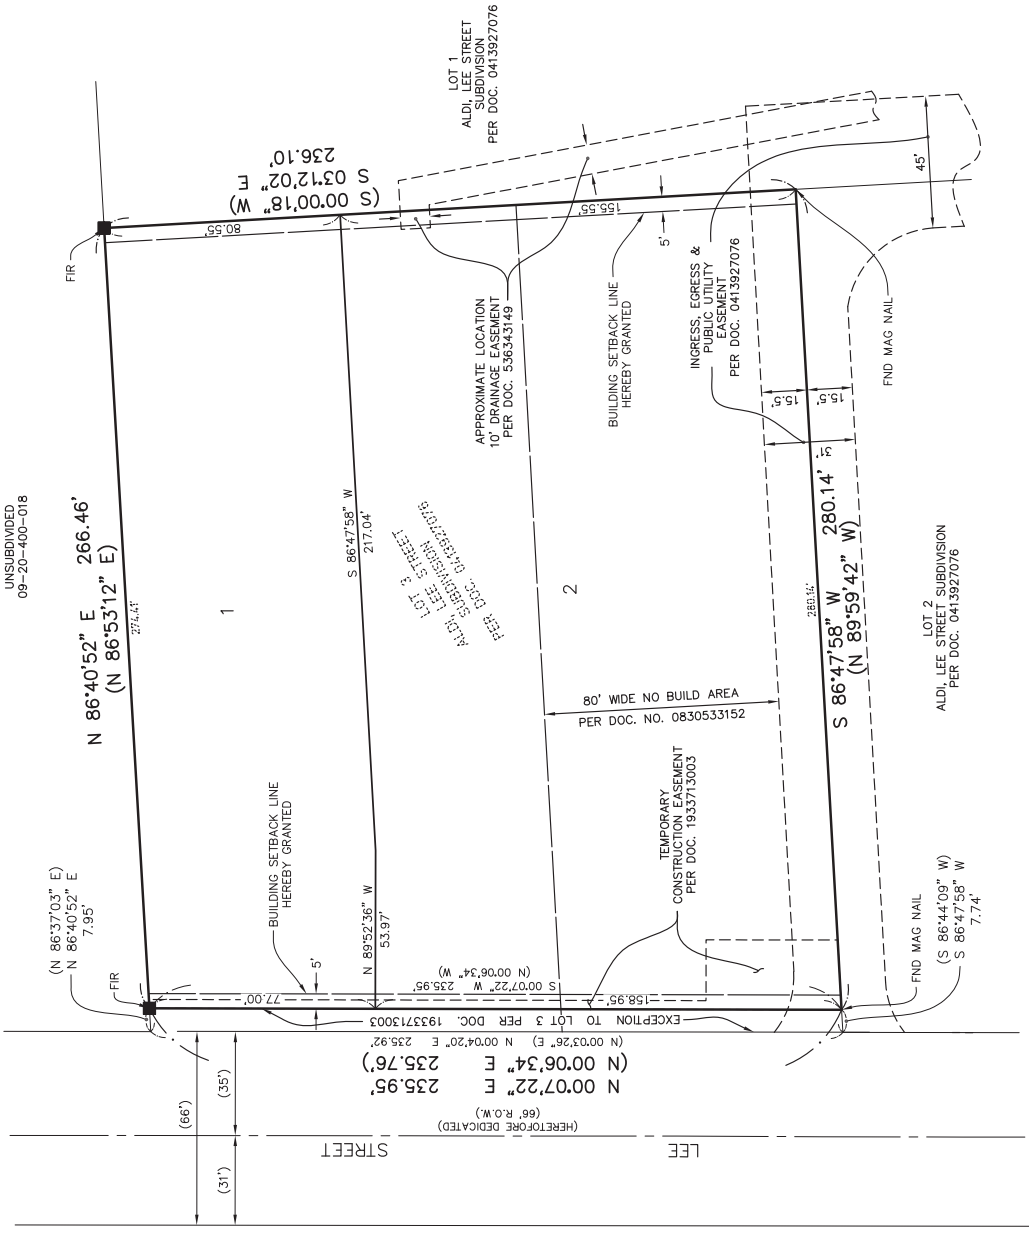 UNSUBDIVIDED
09-20-400-018
LOT 1
ALDI, LEE STREET
SUBDIVISION
PER DOC. 0413927076
FIR
N 86°40'52" E 266.46'
(N 86°53'12" E)
274.41'
236.10'
S 03°12'02" E
(S 00°00'18" W)
80.55'
155.55'
5'
45'
1
S 86°47'58" W
217.04'
LOT 3
ALDI, LEE STREET
SUBDIVISION
PER DOC. 0413927076
2
APPROXIMATE LOCATION
10' DRAINAGE EASEMENT
PER DOC. 536343149
BUILDING SETBACK LINE
HEREBY GRANTED
INGRESS, EGRESS &
PUBLIC UTILITY
EASEMENT
PER DOC. 0413927076
15.5'
15.5'
31'
FND MAG NAIL
280.14'
S 86°47'58" W 280.14'
(N 89°59'42" W)
LOT 2
ALDI, LEE STREET SUBDIVISION
PER DOC. 0413927076
80' WIDE NO BUILD AREA
PER DOC. NO. 0830533152
TEMPORARY
CONSTRUCTION EASEMENT
PER DOC. 1933713003
BUILDING SETBACK LINE
HEREBY GRANTED
(N 86°37'03" E)
N 86°40'52" E
7.95'
FIR
5'
N 89°52'36" W
53.97'
77.00'
158.95'
(N 00°06'34" W)
S 00°07'22" W 235.95'
EXCEPTION TO LOT 3 PER DOC. 1933713003
(N 00°03'26" E) N 00°04'20" E 235.92'
(N 00°06'34" E 235.76')
N 00°07'22" E 235.95'
FND MAG NAIL
(S 86°44'09" W)
S 86°47'58" W
7.74'
(66')
(35')
(31')
(66' R.O.W.)
(HERETOFORE DEDICATED)
LEE STREET